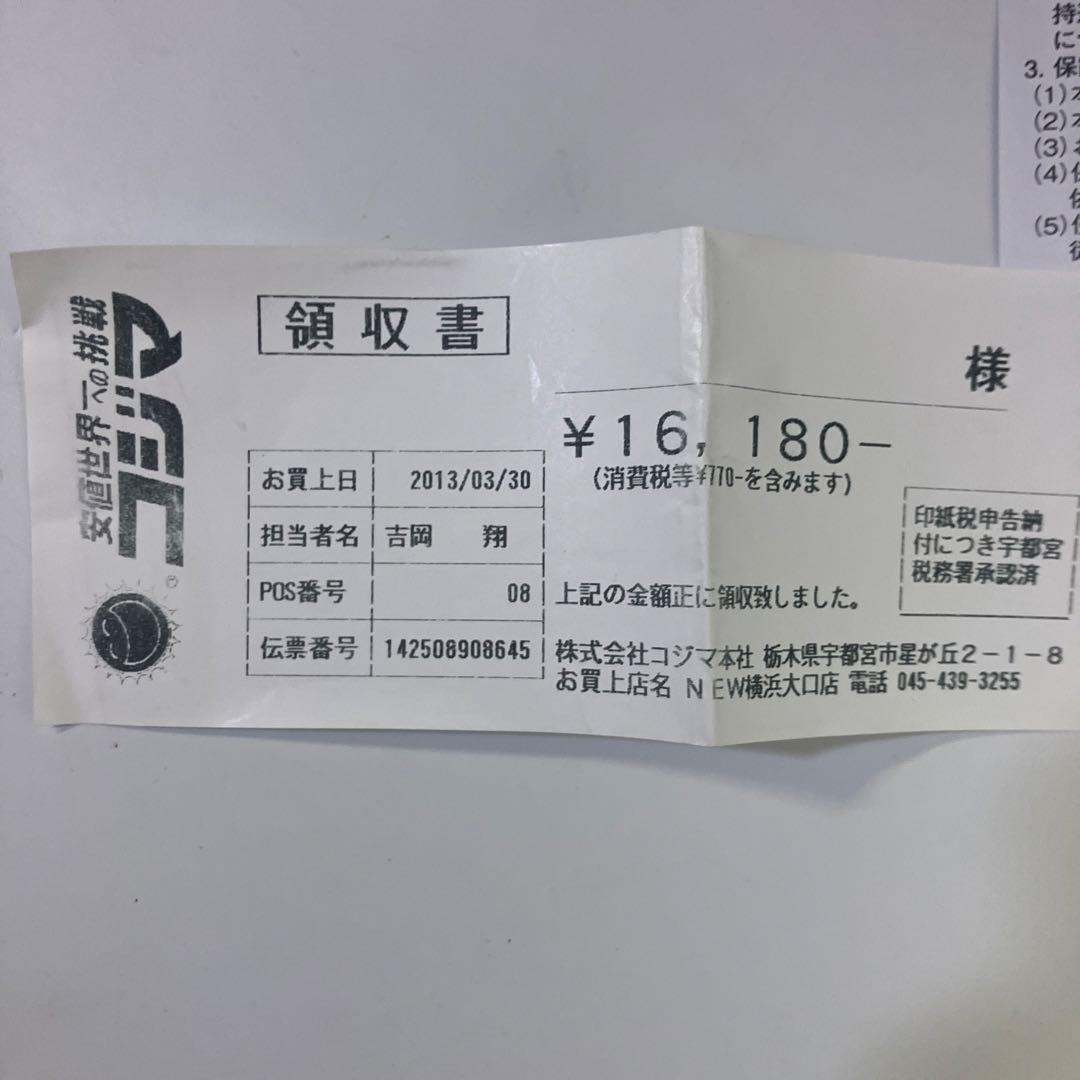 安値世界一への挑戦
コジマ®
領収書
様
¥16,180-
(消費税等¥770-を含みます)
お買上日 2013/03/30
担当者名 吉岡 翔
POS番号 08
伝票番号 142508908645
印紙税申告納
付につき宇都宮
税務署承認済
上記の金額正に領収致しました。
株式会社コジマ本社 栃木県宇都宮市星が丘2-1-8
お買上店名 NEW横浜大口店 電話 045-439-3255
持
に
3. 保
(1)
(2)
(3)
(4)
(5)